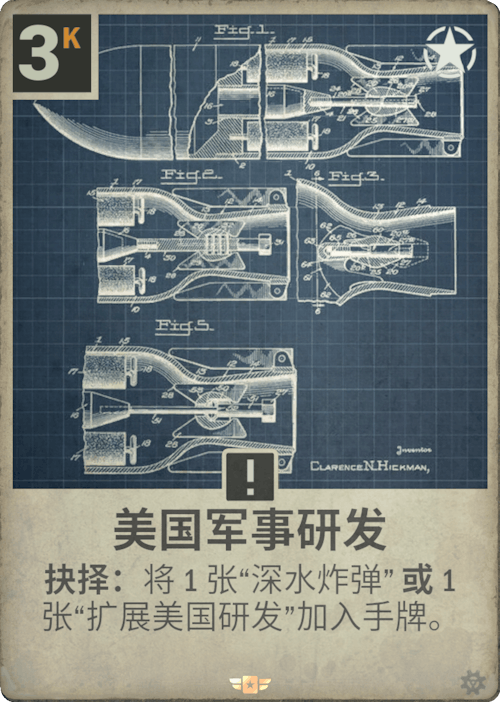 3K
Fig.1.
Fig.2.
Fig.3.
Fig.5.
Inventor
CLARENCE N. HICKMAN,
!
美国军事研发
抉择：将 1 张“深水炸弹” 或 1
张“扩展美国研发”加入手牌。